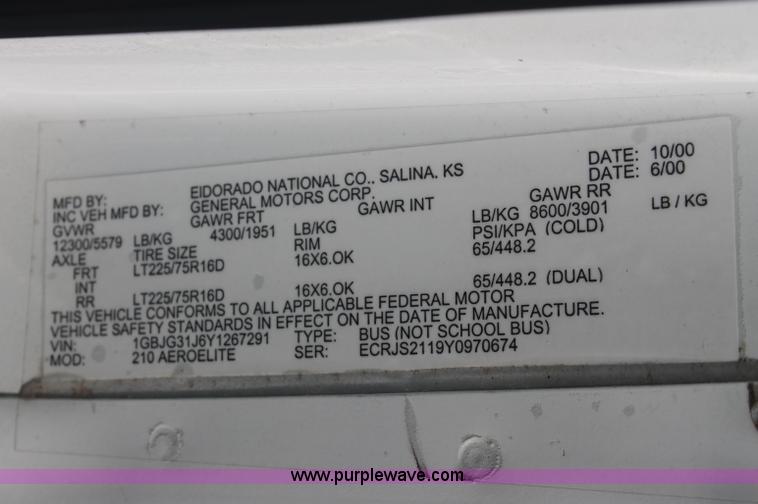 MFD BY: ElDORADO NATIONAL CO., SALINA, KS DATE: 10/00
INC VEH MFD BY: GENERAL MOTORS CORP. DATE: 6/00
GVWR GAWR FRT GAWR INT GAWR RR
12300/5579 LB/KG 4300/1951 LB/KG LB/KG 8600/3901 LB / KG
AXLE TIRE SIZE RIM PSI/KPA (COLD)
FRT LT225/75R16D 16X6.OK 65/448.2
INT
RR LT225/75R16D 16X6.OK 65/448.2 (DUAL)
THIS VEHICLE CONFORMS TO ALL APPLICABLE FEDERAL MOTOR
VEHICLE SAFETY STANDARDS IN EFFECT ON THE DATE OF MANUFACTURE.
VIN: 1GBJG31J6Y1267291 TYPE: BUS (NOT SCHOOL BUS)
MOD: 210 AEROELITE SER: ECRJS2119Y0970674
www.purplewave.com